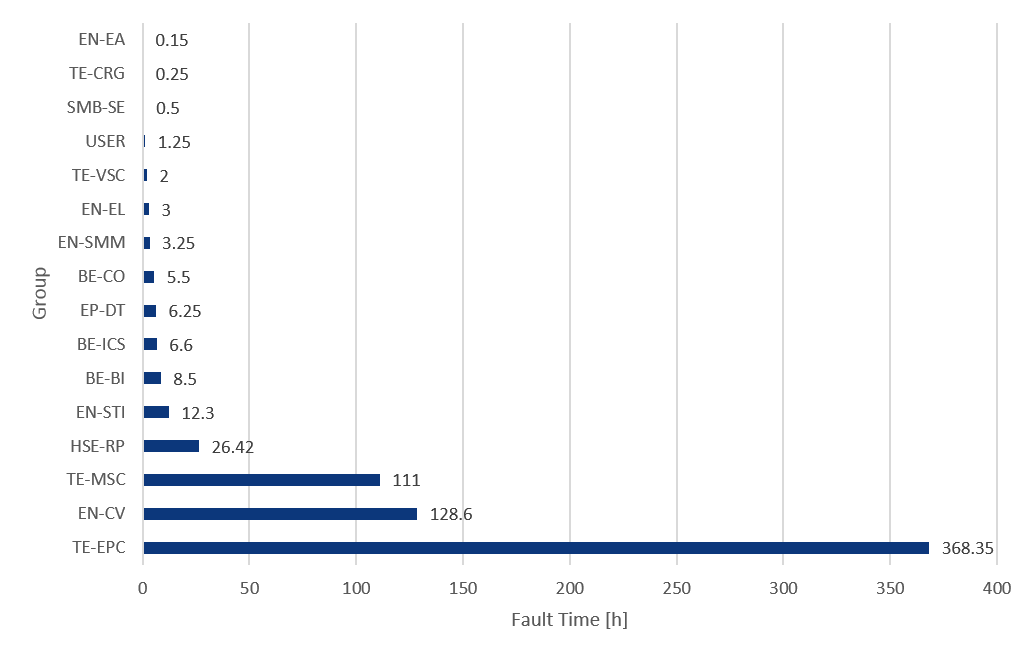 EN-EA 0.15
TE-CRG 0.25
SMB-SE 0.5
USER 1.25
TE-VSC 2
EN-EL 3
EN-SMM 3.25
BE-CO 5.5
EP-DT 6.25
BE-ICS 6.6
BE-BI 8.5
EN-STI 12.3
HSE-RP 26.42
TE-MSC 111
EN-CV 128.6
TE-EPC 368.35
Group
0 50 100 150 200 250 300 350 400
Fault Time [h]